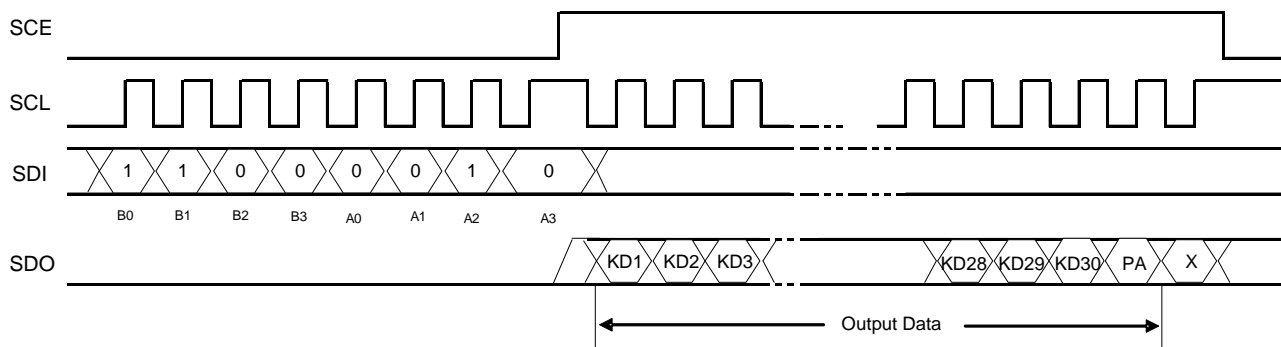 SCE
SCL
SDI 1 1 0 0 0 0 1 0
B0 B1 B2 B3 A0 A1 A2 A3
SDO KD1 KD2 KD3 KD28 KD29 KD30 PA X
Output Data